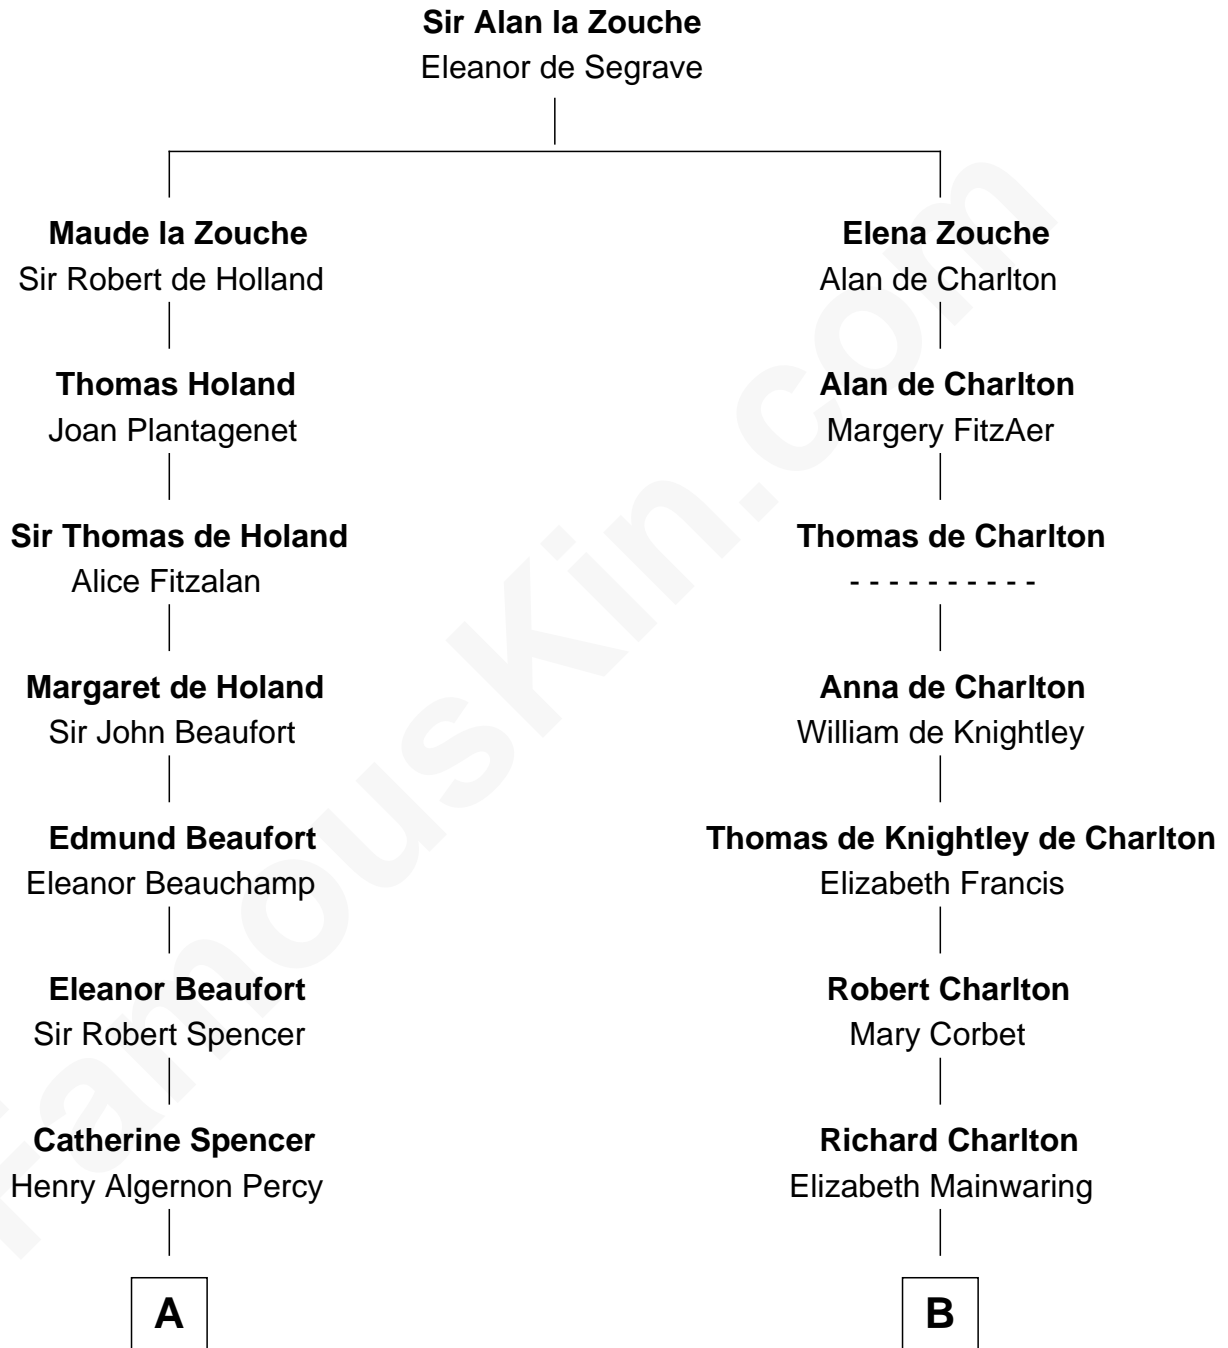 Sir Alan la Zouche
Eleanor de Segrave
Maude la Zouche
Sir Robert de Holland
Thomas Holand
Joan Plantagenet
Sir Thomas de Holand
Alice Fitzalan
Margaret de Holand
Sir John Beaufort
Edmund Beaufort
Eleanor Beauchamp
Eleanor Beaufort
Sir Robert Spencer
Catherine Spencer
Henry Algernon Percy
A
Elena Zouche
Alan de Charlton
Alan de Charlton
Margery FitzAer
Thomas de Charlton
- - - - - - - - - -
Anna de Charlton
William de Knightley
Thomas de Knightley de Charlton
Elizabeth Francis
Robert Charlton
Mary Corbet
Richard Charlton
Elizabeth Mainwaring
B
FamousKin.com